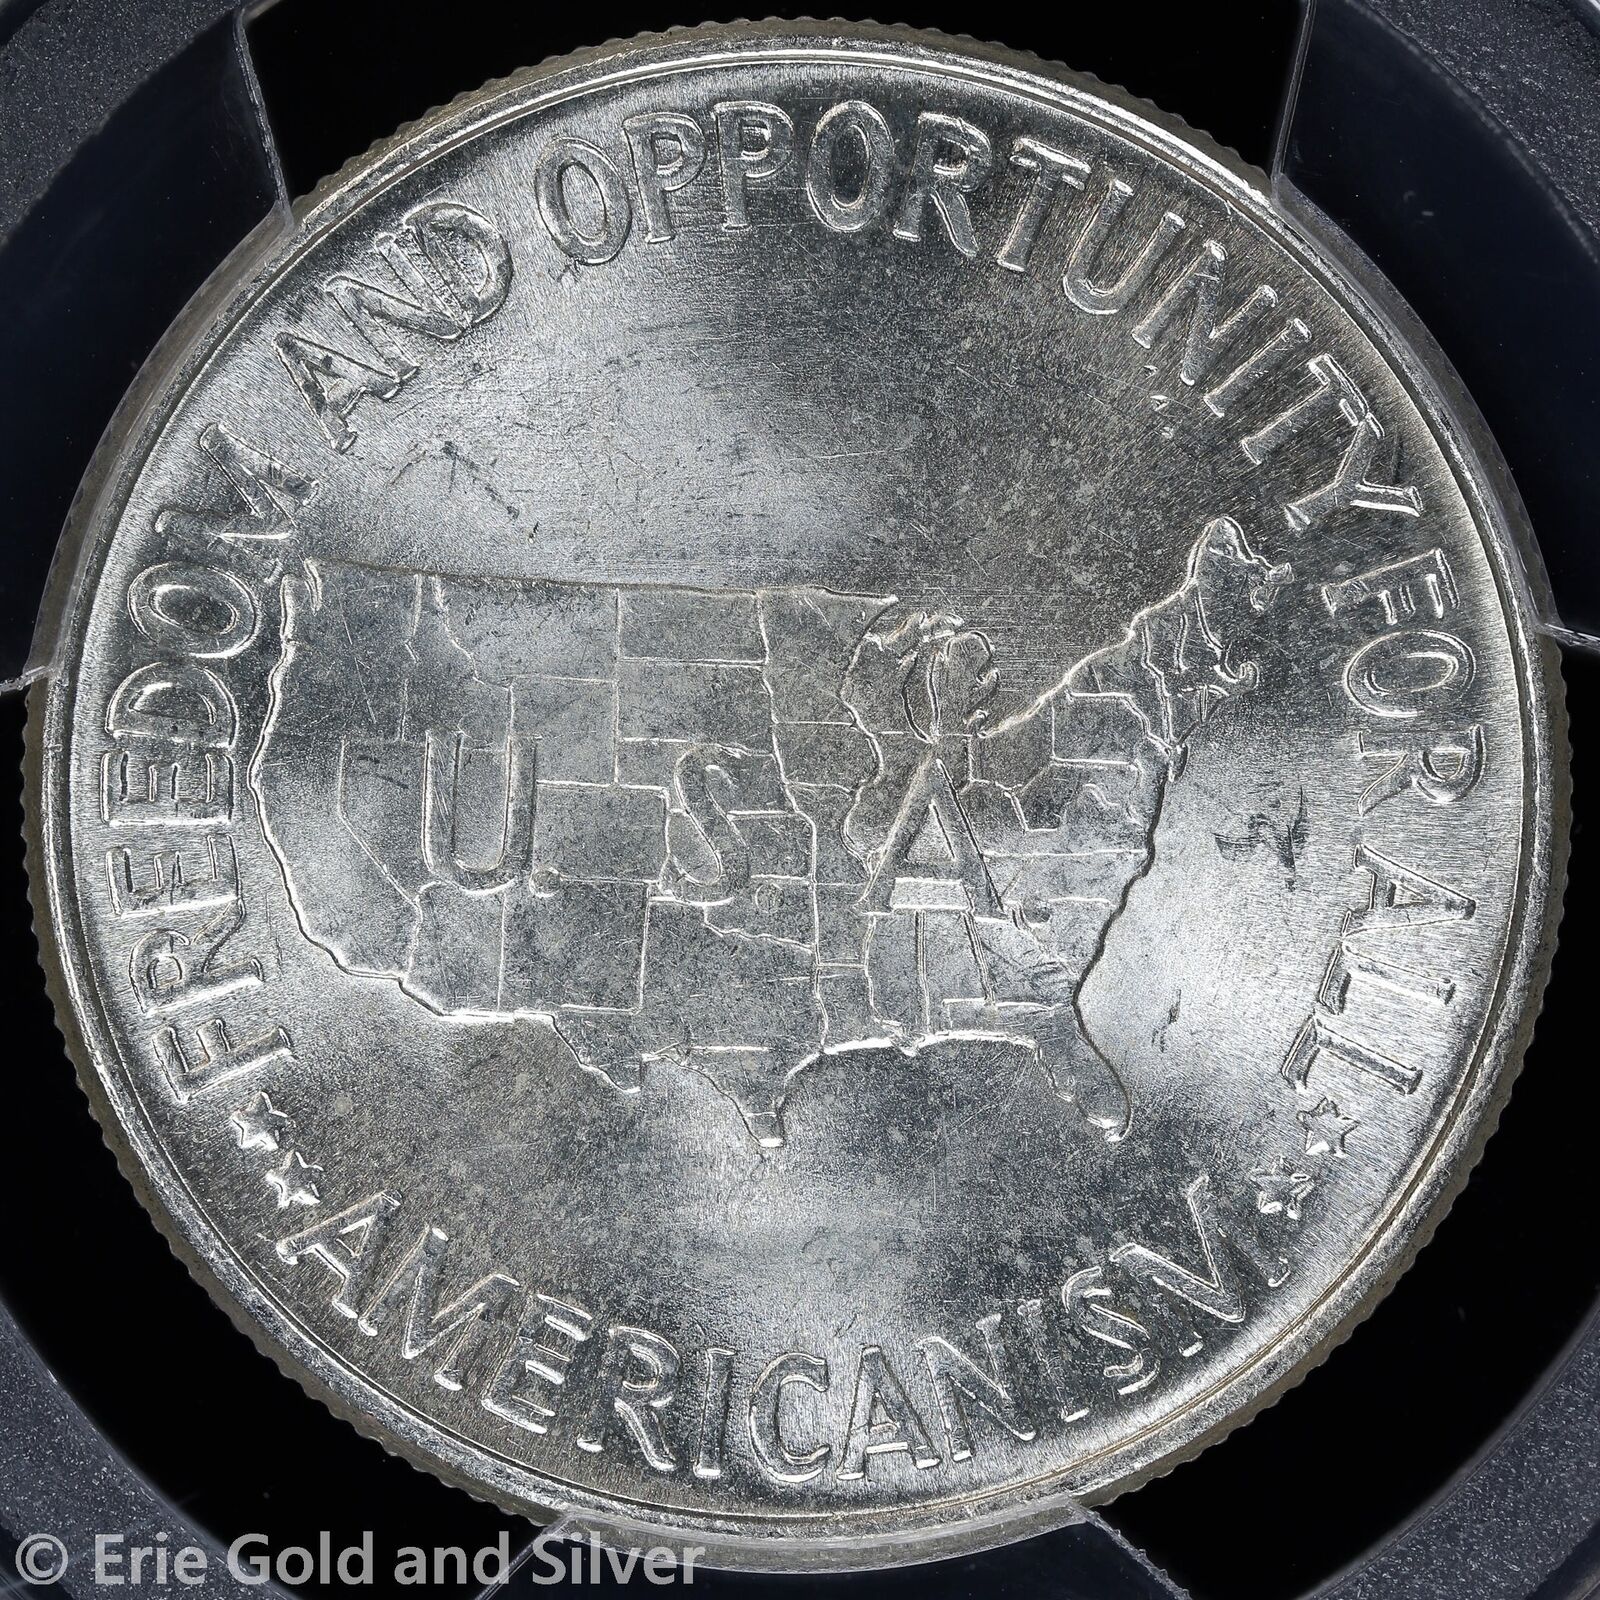 FREEDOM AND OPPORTUNITY FOR ALL
U.S.A
AMERICANISM
© Erie Gold and Silver